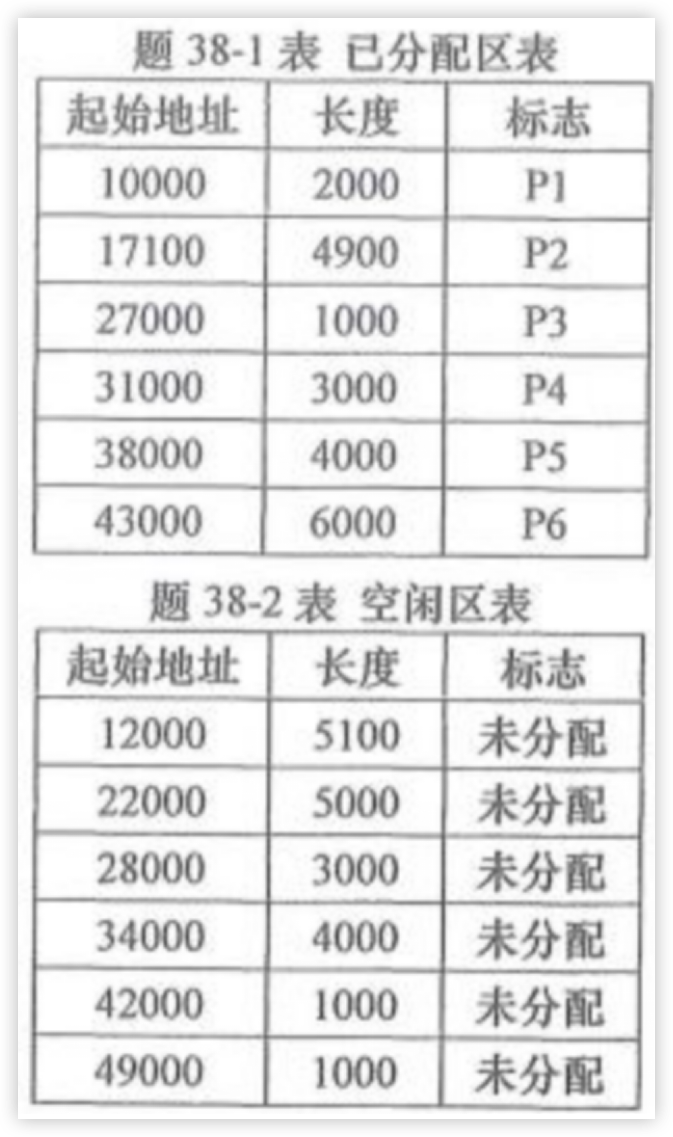 题 38-1 表 已分配区表
起始地址 长度 标志
10000 2000 P1
17100 4900 P2
27000 1000 P3
31000 3000 P4
38000 4000 P5
43000 6000 P6
题 38-2 表 空闲区表
起始地址 长度 标志
12000 5100 未分配
22000 5000 未分配
28000 3000 未分配
34000 4000 未分配
42000 1000 未分配
49000 1000 未分配